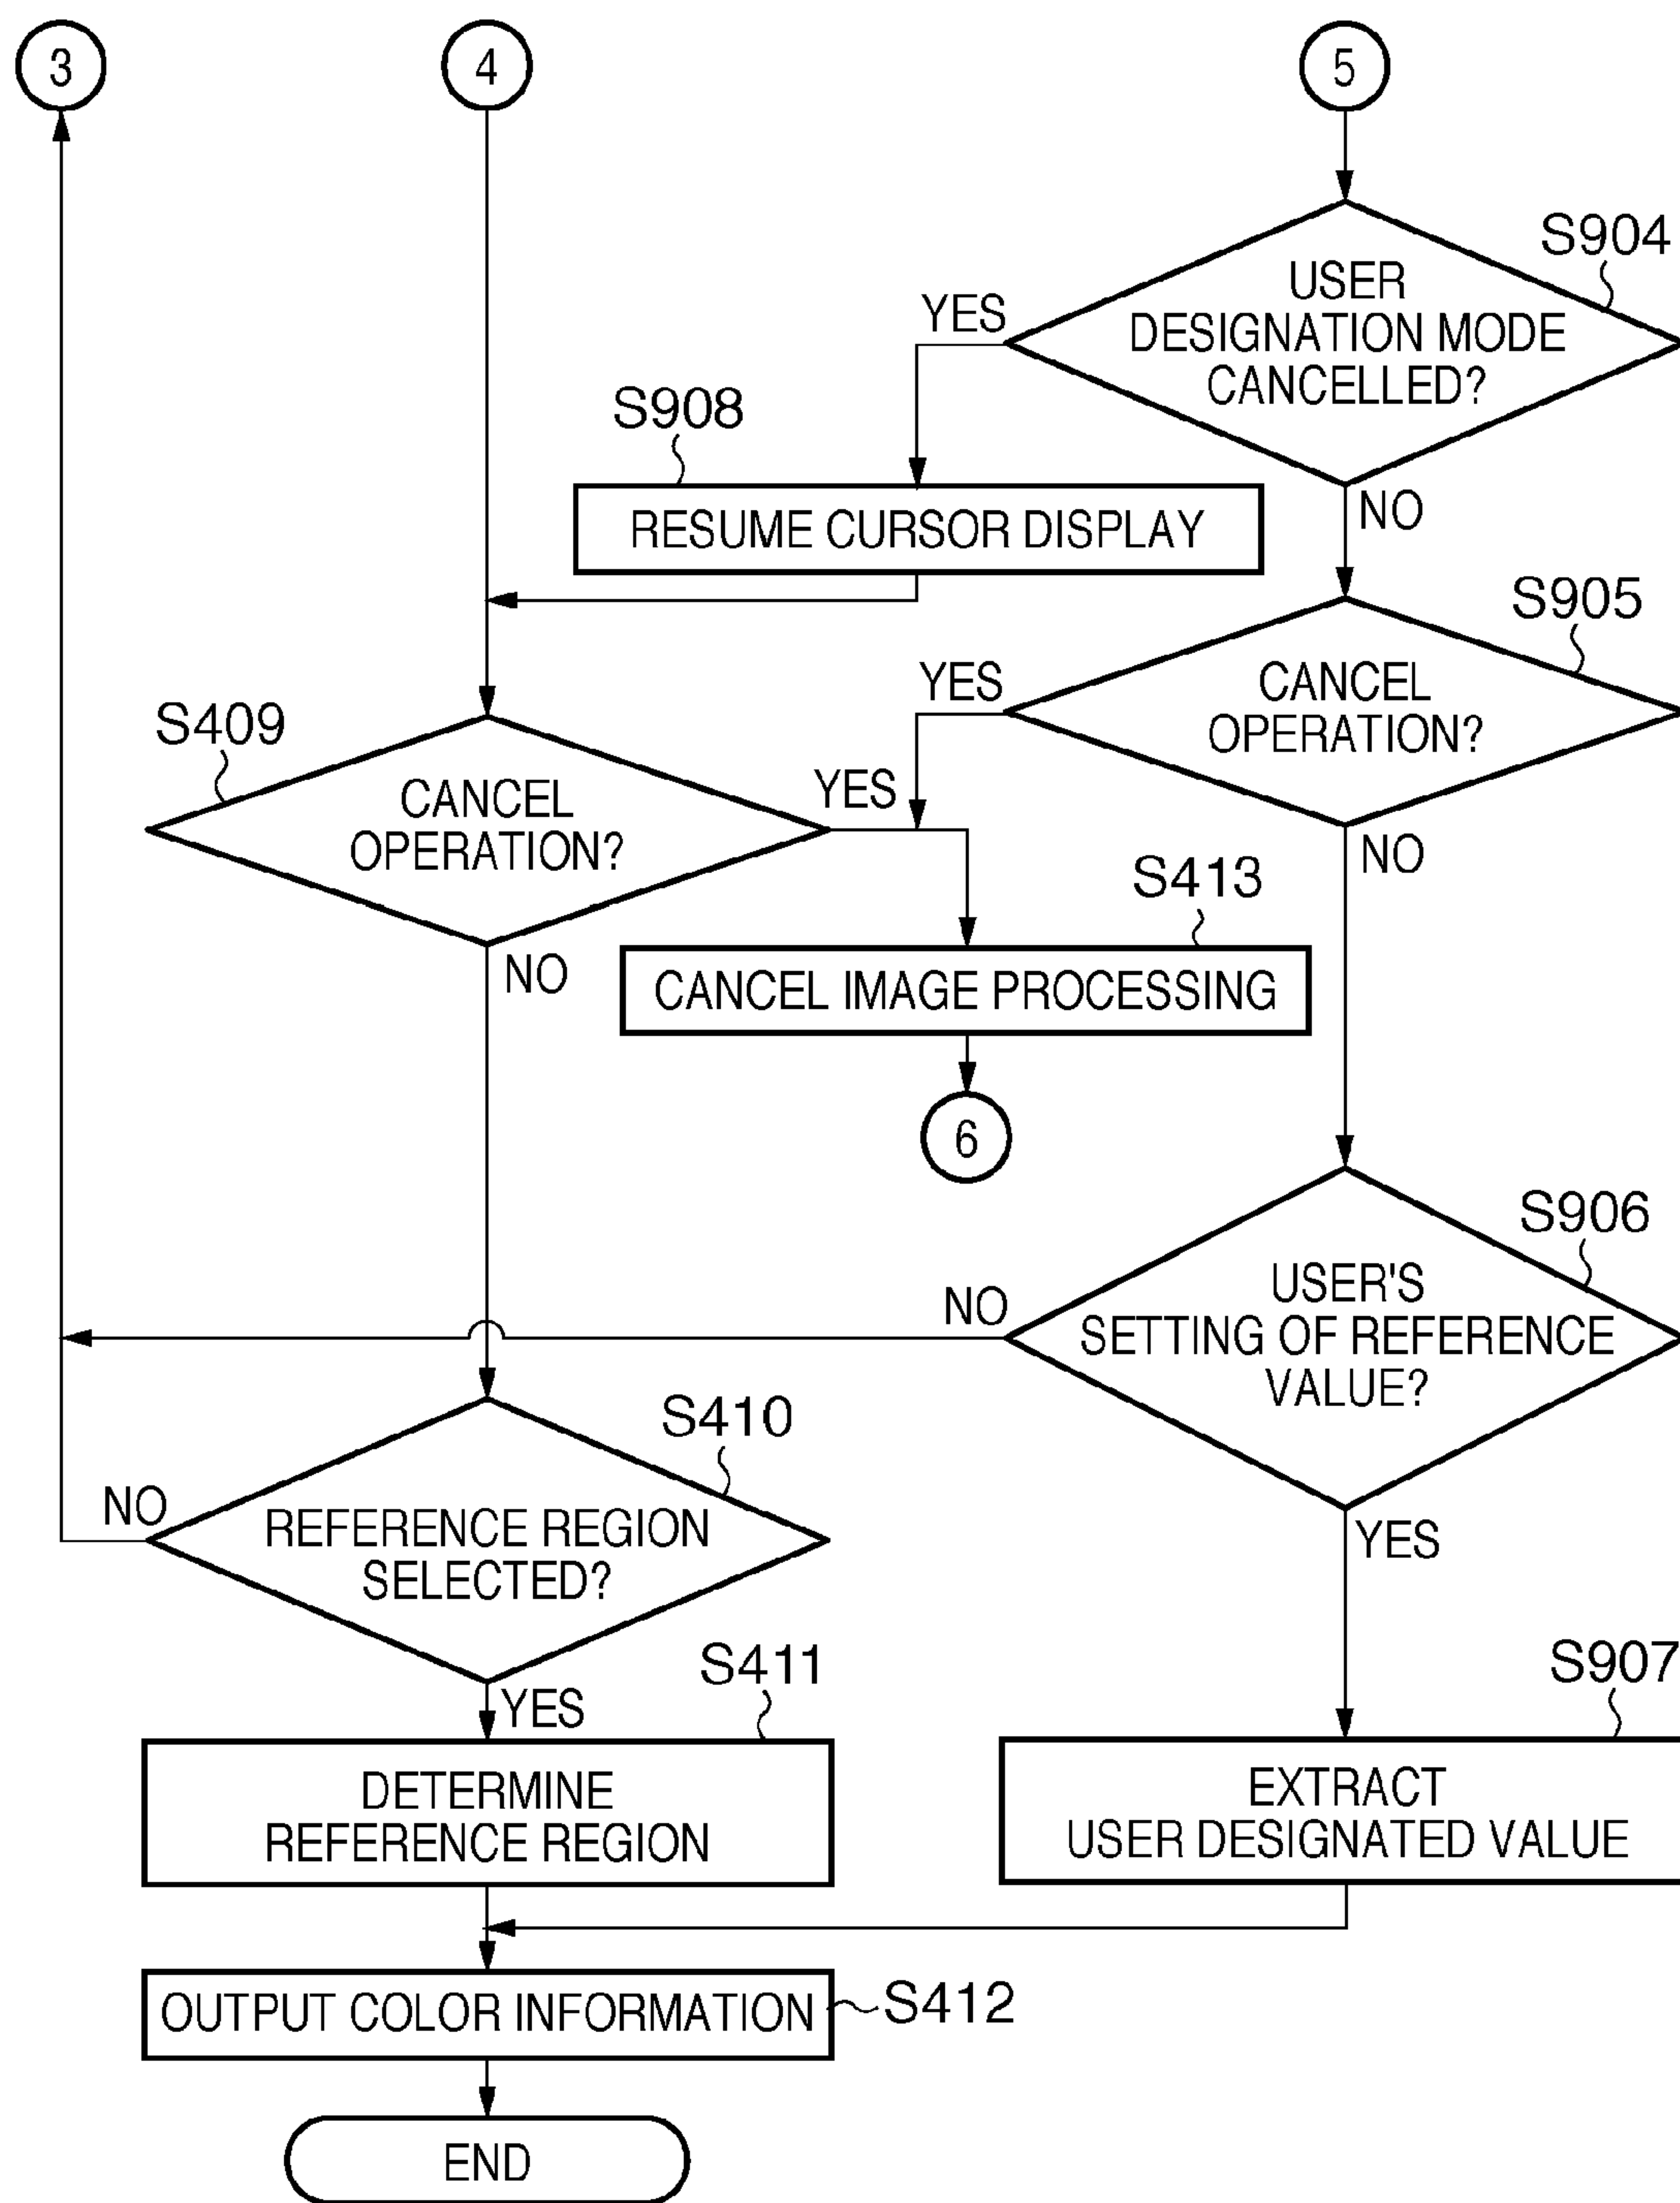 3
4
5
S904
USER
DESIGNATION MODE
CANCELLED?
YES
NO
S908
RESUME CURSOR DISPLAY
S905
CANCEL
OPERATION?
YES
NO
S409
CANCEL
OPERATION?
YES
NO
S413
CANCEL IMAGE PROCESSING
6
S906
USER'S
SETTING OF REFERENCE
VALUE?
NO
YES
S410
REFERENCE REGION
SELECTED?
NO
YES
S411
DETERMINE
REFERENCE REGION
S907
EXTRACT
USER DESIGNATED VALUE
OUTPUT COLOR INFORMATION
S412
END